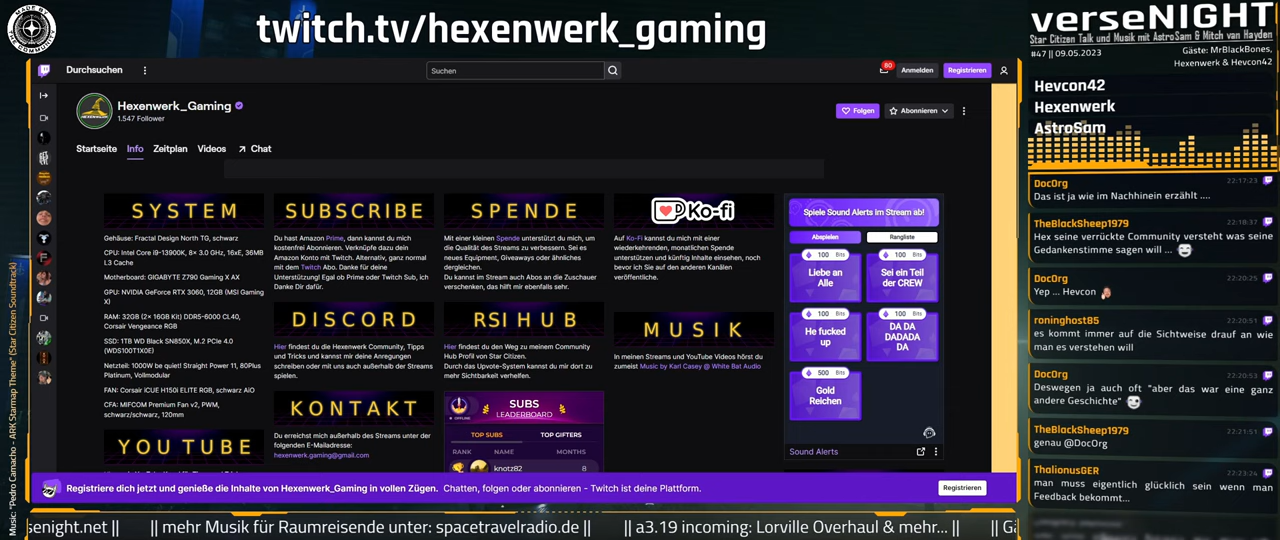 MADE BY
THE COMMUNITY
twitch.tv/hexenwerk_gaming
verseNIGHT
Star Citizen Talk und Musik mit AstroSam & Mitch van Hayden
#47 || 09.05.2023
Gäste: MrBlackBones,
Hexenwerk & Hevcon42
Durchsuchen
Suchen
80
Anmelden
Registrieren
Hexenwerk_Gaming
1.547 Follower
Folgen
Abonnieren
Startseite
Info
Zeitplan
Videos
Chat
SYSTEM
Gehäuse: Fractal Design North TG, schwarz
CPU: Intel Core i9-13900K, 8× 3.0 GHz, 16xE, 36MB
L3 Cache
Motherboard: GIGABYTE Z790 Gaming X AX
GPU: NVIDIA GeForce RTX 3060, 12GB (MSI Gaming
X)
RAM: 32GB (2× 16GB Kit) DDR5-6000 CL40,
Corsair Vengeance RGB
SSD: 1TB WD Black SN850X, M.2 PCIe 4.0
(WDS100T1X0E)
Netzteil: 1000W be quiet! Straight Power 11, 80Plus
Platinum, Vollmodular
FAN: Corsair iCUE H150i ELITE RGB, schwarz AiO
CFA: MIFCOM Premium Fan v2, PWM,
schwarz/schwarz, 120mm
YOU TUBE
SUBSCRIBE
Du hast Amazon Prime, dann du mich
kostenfrei Abonnieren. Verknüpfe dazu dein
Amazon Konto mit Twitch. Alternativ, ganz normal
mit dem Twitch Abo. Danke für deine
Unterstützung! Egal ob Prime oder Twitch Sub, ich
Danke Dir dafür.
DISCORD
Hier findest du die Hexenwerk Community, Tipps
und Tricks und kannst mir deine Anregungen
schreiben oder mit uns auch außerhalb der Streams
spielen.
KONTAKT
Du erreichst mich außerhalb des Streams unter der
folgenden E-Mailadresse:
hexenwerk.gaming@gmail.com
SPENDE
Mit einer kleinen Spende unterstützt du mich, um
die Qualität des Streams zu verbessern. Sei es
neues Equipment, Giveaways oder ähnliches
dergleichen.
Du kannst im Stream auch Abos an die Zuschauer
verschenken, das hilft mir ebenfalls sehr.
RSI HUB
Hier findest du den Weg zu meinem Community
Hub Profil von Star Citizen.
Durch das Upvote-System kannst du mir dort zu
mehr Sichtbarkeit verhelfen.
OFFLINE
SUBS
LEADERBOARD
TOP SUBS
TOP GIFTERS
RANK
NAME
MONTHS
knotz82
8
Ko-fi
Auf Ko-Fi kannst du mich mit einer
wiederkehrenden, monatlichen Spende
unterstützen und künftig Inhalte einsehen, noch
bevor ich Sie auf den anderen Kanälen
veröffentliche.
MUSIK
In meinen Streams und YouTube Videos hörst du
zumeist Music by Karl Casey @ White Bat Audio
Spiele Sound Alerts im Stream ab!
Abspielen
Rangliste
100 Bits
Liebe an
Alle
100 Bits
Sei ein Teil
der CREW
100 Bits
He fucked
up
100 Bits
DA DA
DADADA
DA
500 Bits
Gold
Reichen
Sound Alerts
Registriere dich jetzt und genieße die Inhalte von Hexenwerk_Gaming in vollen Zügen. Chatten, folgen oder abonnieren - Twitch ist deine Plattform.
Registrieren
Hevcon42
Hexenwerk
AstroSam
DocOrg
22:17:23
Das ist ja wie im Nachhinein erzählt ....
TheBlackSheep1979
22:18:37
Hex seine verrückte Community versteht was seine
Gedankenstimme sagen will ...
DocOrg
22:20:25
Yep ... Hevcon
roninghost85
22:20:51
es kommt immer auf die Sichtweise drauf an wie
man es verstehen will
DocOrg
22:20:53
Deswegen ja auch oft "aber das war eine ganz
andere Geschichte"
TheBlackSheep1979
22:21:51
genau @DocOrg
ThalionusGER
22:23:24
man muss eigentlich glücklich sein wenn man
Feedback bekommt...
Music: "Pedro Camacho - ARK Starmap Theme" (Star Citizen Soundtrack)
senight.net || || mehr Musik für Raumreisende unter: spacetravelradio.de || || a3.19 incoming: Lorville Overhaul & mehr... || || Gä